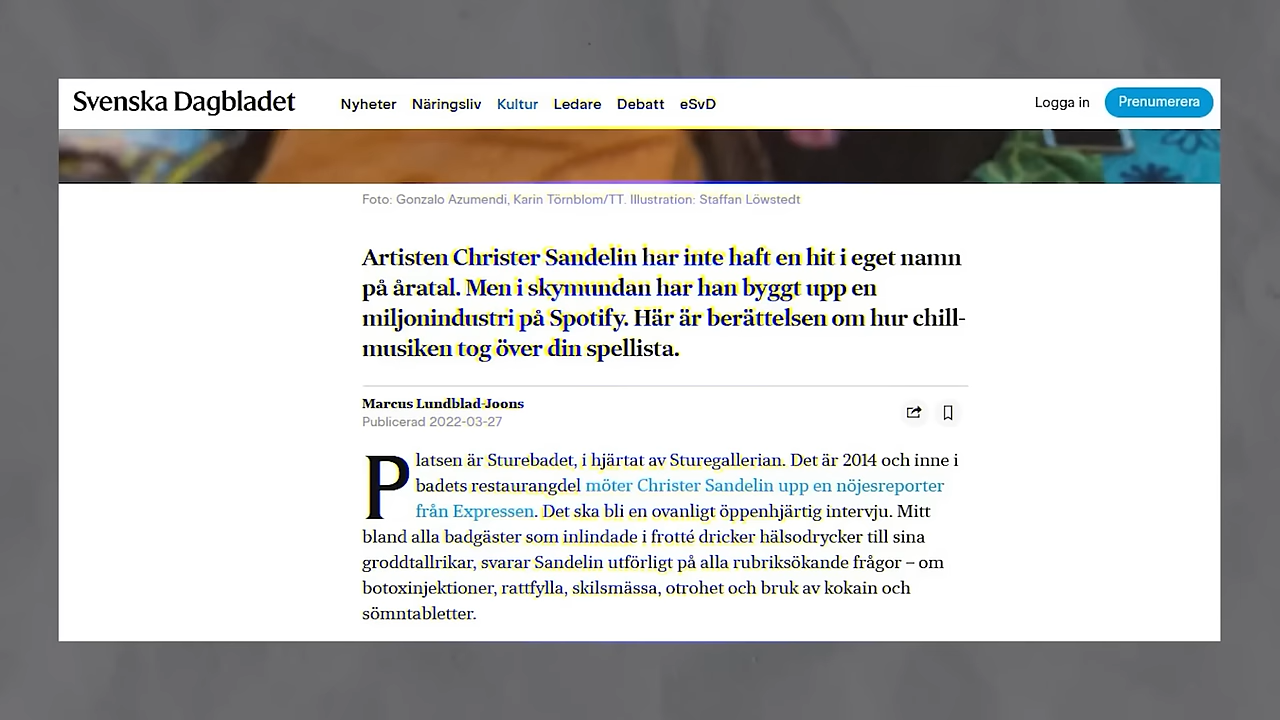 Svenska Dagbladet Nyheter Näringsliv Kultur Ledare Debatt eSvD Logga in Prenumerera
Foto: Gonzalo Azumendi, Karin Törnblom/TT. Illustration: Staffan Löwstedt
Artisten Christer Sandelin har inte haft en hit i eget namn
på åratal. Men i skymundan har han byggt upp en
miljonindustri på Spotify. Här är berättelsen om hur chill-
musiken tog över din spellista.
Marcus Lundblad-Joons
Publicerad 2022-03-27
Platsen är Sturebadet, i hjärtat av Sturegallerian. Det är 2014 och inne i
badets restaurangdel möter Christer Sandelin upp en nöjesreporter
från Expressen. Det ska bli en ovanligt öppenhjärtig intervju. Mitt
bland alla badgäster som inlindade i frotté dricker hälsodrycker till sina
groddtallrikar, svarar Sandelin utförligt på alla rubriksökande frågor – om
botoxinjektioner, rattfylla, skilsmässa, otrohet och bruk av kokain och
sömntabletter.